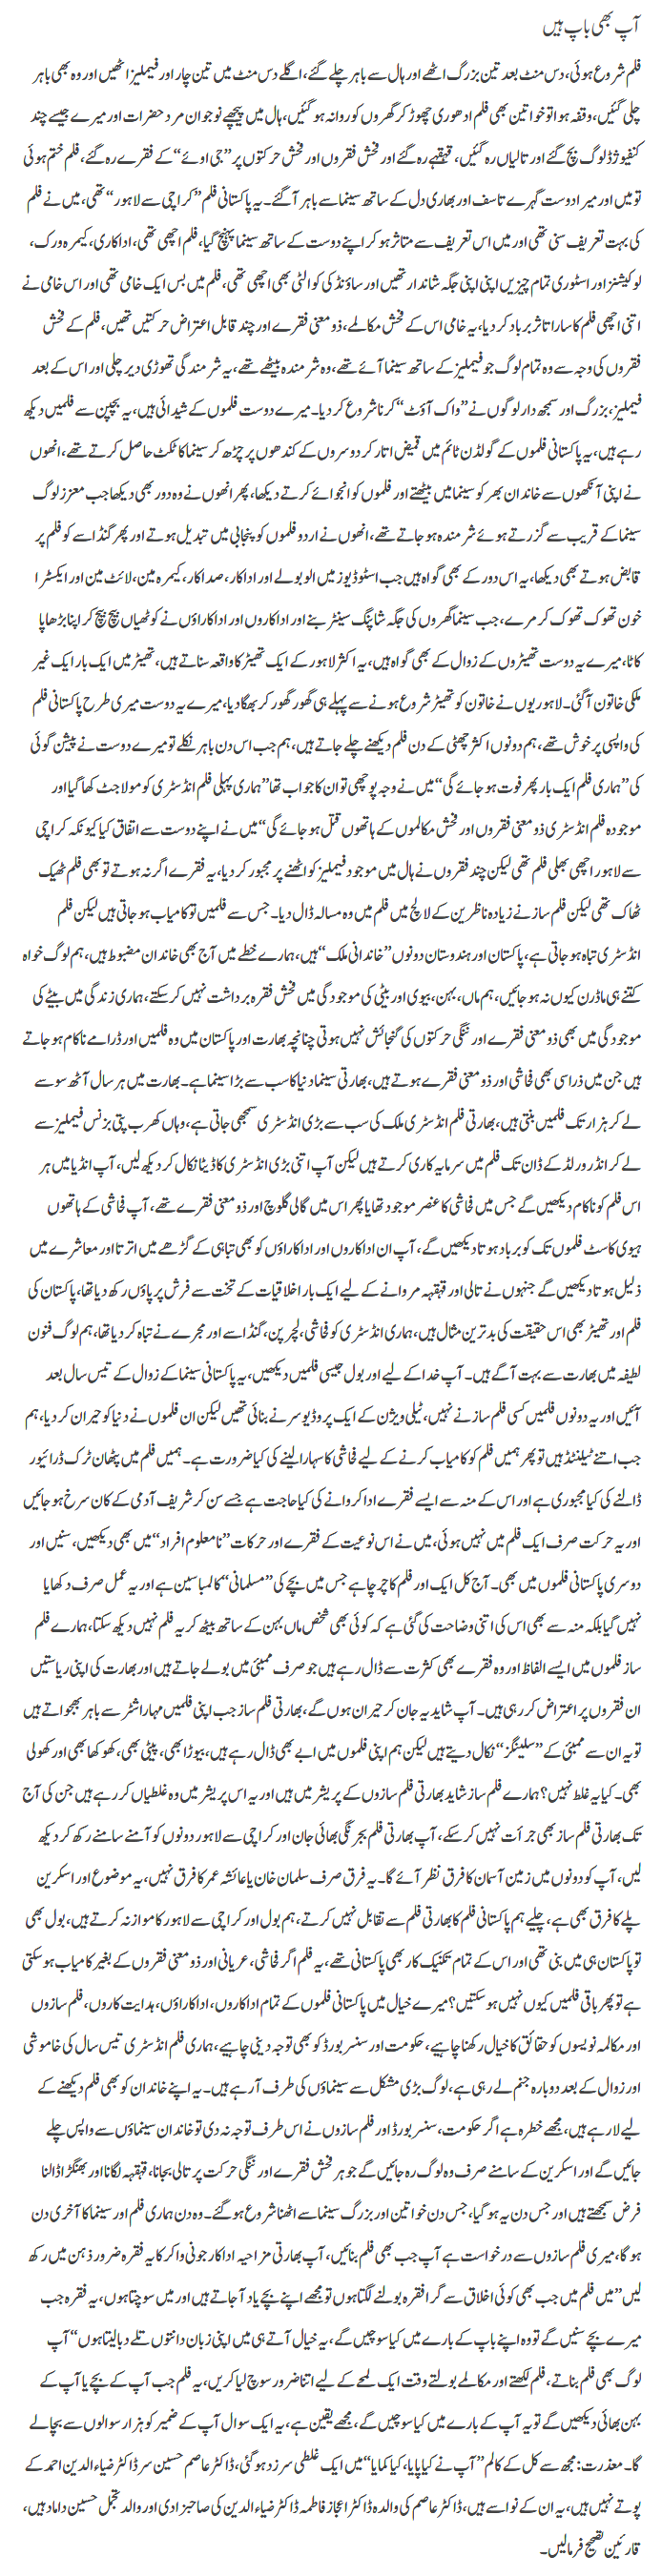 آپ بھی باپ ہیں
فلم شروع ہوئی، دس منٹ بعد تین بزرگ اٹھے اور ہال سے باہر چلے گئے، اگلے دس منٹ میں تین چار اور فیملیز اٹھیں اور وہ بھی باہر
چلی گئیں، وقفہ ہوا تو خواتین بھی فلم ادھوری چھوڑ کر گھروں کو روانہ ہو گئیں، ہال میں پیچھے نوجوان مرد حضرات اور میرے جیسے چند
کنفیوژڈ لوگ بچ گئے اور تالیاں رہ گئیں، قہقہے رہ گئے اور فحش فقروں اور فحش حرکتوں پر ”جی اوئے“ کے فقرے رہ گئے، فلم ختم ہوئی
تو میں اور میرا دوست گہرے تاسف اور بھاری دل کے ساتھ سینما سے باہر آ گئے۔ یہ پاکستانی فلم ”کراچی سے لاہور“ تھی، میں نے فلم
کی بہت تعریف سنی تھی اور میں اس تعریف سے متاثر ہو کر اپنے دوست کے ساتھ سینما پہنچ گیا، فلم اچھی تھی، اداکاری، کیمرہ ورک،
لوکیشنز اور اسٹوری تمام چیزیں اپنی اپنی جگہ شاندار تھیں اور ساؤنڈ کی کوالٹی بھی اچھی تھی، فلم میں بس ایک خامی تھی اور اس خامی نے
اتنی اچھی فلم کا سارا تاثر برباد کر دیا، یہ خامی اس کے فحش مکالمے، ذو معنی فقرے اور چند قابل اعتراض حرکتیں تھیں، فلم کے فحش
فقروں کی وجہ سے وہ تمام لوگ جو فیملیز کے ساتھ سینما آئے تھے، وہ شرمندہ بیٹھے تھے، یہ شرمندگی تھوڑی دیر چلی اور اس کے بعد
فیملیز، بزرگ اور سمجھ دار لوگوں نے ”واک آؤٹ“ کرنا شروع کر دیا۔ میرے دوست فلموں کے شیدائی ہیں، یہ بچپن سے فلمیں دیکھ
رہے ہیں، یہ پاکستانی فلموں کے گولڈن ٹائم میں قمیض اتار کر دوسروں کے کندھوں پر چڑھ کر سینما کا ٹکٹ حاصل کرتے تھے، انھوں
نے اپنی آنکھوں سے خاندان بھر کو سینما میں بیٹھتے اور فلموں کو انجوائے کرتے دیکھا، پھر انھوں نے وہ دور بھی دیکھا جب معزز لوگ
سینما کے قریب سے گزرتے ہوئے شرمندہ ہو جاتے تھے، انھوں نے اردو فلموں کو پنجابی میں تبدیل ہوتے اور پھر گنڈاسے کو فلم پر
قابض ہوتے بھی دیکھا، یہ اس دور کے بھی گواہ ہیں جب اسٹوڈیوز میں الو بولے اور اداکار، صداکار، کیمرہ مین، لائٹ مین اور ایکسٹرا
خون تھوک تھوک کر مرے، جب سینما گھروں کی جگہ شاپنگ سینٹر بنے اور اداکاروں اور اداکاراؤں نے کوٹھیاں بیچ بیچ کر اپنا بڑھاپا
کاٹا، میرے یہ دوست تھیٹروں کے زوال کے بھی گواہ ہیں، یہ اکثر لاہور کے ایک تھیٹر کا واقعہ سناتے ہیں، تھیٹر میں ایک بار ایک غیر
ملکی خاتون آ گئی۔ لاہوریوں نے خاتون کو تھیٹر شروع ہونے سے پہلے ہی گھور گھور کر بھگا دیا، میرے یہ دوست میری طرح پاکستانی فلم
کی واپسی پر خوش تھے، ہم دونوں اکثر چھٹی کے دن فلم دیکھنے چلے جاتے ہیں، ہم جب اس دن باہر نکلے تو میرے دوست نے پیشن گوئی
کی ”ہماری فلم ایک بار پھر فوت ہو جائے گی“ میں نے وجہ پوچھی تو ان کا جواب تھا ”ہماری پہلی فلم انڈسٹری کو مولا جٹ کھا گیا اور
موجودہ فلم انڈسٹری ذو معنی فقروں اور فحش مکالموں کے ہاتھوں قتل ہو جائے گی“ میں نے اپنے دوست سے اتفاق کیا کیونکہ کراچی
سے لاہور اچھی بھلی فلم تھی لیکن چند فقروں نے ہال میں موجود فیملیز کو اٹھنے پر مجبور کر دیا، یہ فقرے اگر نہ ہوتے تو بھی فلم ٹھیک
ٹھاک تھی لیکن فلم ساز نے زیادہ ناظرین کے لالچ میں فلم میں وہ مسالہ ڈال دیا۔ جس سے فلمیں تو کامیاب ہو جاتی ہیں لیکن فلم
انڈسٹری تباہ ہو جاتی ہے، پاکستان اور ہندوستان دونوں ”خاندانی ملک“ ہیں، ہمارے خطے میں آج بھی خاندان مضبوط ہیں، ہم لوگ خواہ
کتنے ہی ماڈرن کیوں نہ ہو جائیں، ہم ماں، بہن، بیوی اور بیٹی کی موجودگی میں فحش فقرہ برداشت نہیں کر سکتے، ہماری زندگی میں بیٹے کی
موجودگی میں بھی ذو معنی فقرے اور ننگی حرکتوں کی گنجائش نہیں ہوتی چنانچہ بھارت اور پاکستان میں وہ فلمیں اور ڈرامے ناکام ہو جاتے
ہیں جن میں ذرا سی بھی فحاشی اور ذو معنی فقرے ہوتے ہیں، بھارتی سینما دنیا کا سب سے بڑا سینما ہے۔ بھارت میں ہر سال آٹھ سو سے
لے کر ہزار تک فلمیں بنتی ہیں، بھارتی فلم انڈسٹری ملک کی سب سے بڑی انڈسٹری سمجھی جاتی ہے، وہاں کھرب پتی بزنس فیملیز سے
لے کر انڈر ورلڈ کے ڈان تک فلم میں سرمایہ کاری کرتے ہیں لیکن آپ اتنی بڑی انڈسٹری کا ڈیٹا نکال کر دیکھ لیں، آپ انڈیا میں ہر
اس فلم کو ناکام دیکھیں گے جس میں فحاشی کا عنصر موجود تھا یا پھر اس میں گالی گلوچ اور ذو معنی فقرے تھے، آپ فحاشی کے ہاتھوں
ہیوی کاسٹ فلموں تک کو برباد ہوتا دیکھیں گے، آپ ان اداکاروں اور اداکاراؤں کو بھی تباہی کے گڑھے میں اترتا اور معاشرے میں
ذلیل ہوتا دیکھیں گے جنہوں نے تالی اور قہقہہ مروانے کے لیے ایک بار اخلاقیات کے تخت سے فرش پر پاؤں رکھ دیا تھا، پاکستان کی
فلم اور تھیٹر بھی اس حقیقت کی بدترین مثال ہیں، ہماری انڈسٹری کو فحاشی، لچر پن، گنڈاسے اور مجرے نے تباہ کر دیا تھا، ہم لوگ فنون
لطیفہ میں بھارت سے بہت آگے ہیں۔ آپ خدا کے لیے اور بول جیسی فلمیں دیکھیں، یہ پاکستانی سینما کے زوال کے تیس سال بعد
آئیں اور یہ دونوں فلمیں کسی فلم ساز نے نہیں، ٹیلی ویژن کے ایک پروڈیوسر نے بنائی تھیں لیکن ان فلموں نے دنیا کو حیران کر دیا، ہم
جب اتنے ٹیلنٹڈ ہیں تو پھر ہمیں فلم کو کامیاب کرنے کے لیے فحاشی کا سہارا لینے کی کیا ضرورت ہے۔ ہمیں فلم میں پٹھان ٹرک ڈرائیور
ڈالنے کی کیا مجبوری ہے اور اس کے منہ سے ایسے فقرے ادا کروانے کی کیا حاجت ہے جسے سن کر شریف آدمی کے کان سرخ ہو جائیں
اور یہ حرکت صرف ایک فلم میں نہیں ہوئی، میں نے اس نوعیت کے فقرے اور حرکات ”نامعلوم افراد“ میں بھی دیکھیں، سنیں اور
دوسری پاکستانی فلموں میں بھی۔ آج کل ایک اور فلم کا چرچا ہے جس میں بچے کی ”مسلمانی“ کا لمبا سین ہے اور یہ عمل صرف دکھایا
نہیں گیا بلکہ منہ سے بھی اس کی اتنی وضاحت کی گئی ہے کہ کوئی بھی شخص ماں بہن کے ساتھ بیٹھ کر یہ فلم نہیں دیکھ سکتا، ہمارے فلم
ساز فلموں میں ایسے الفاظ اور وہ فقرے بھی کثرت سے ڈال رہے ہیں جو صرف ممبئی میں بولے جاتے ہیں اور بھارت کی اپنی ریاستیں
ان فقروں پر اعتراض کر رہی ہیں۔ آپ شاید یہ جان کر حیران ہوں گے، بھارتی فلم ساز جب اپنی فلمیں مہاراشٹر سے باہر بھجواتے ہیں
تو یہ ان سے ممبئی کے ”سلینگز“ نکال دیتے ہیں لیکن ہم اپنی فلموں میں ابے بھی ڈال رہے ہیں، بیوڑا بھی، پیٹی بھی، کھوکھا بھی اور کھولی
بھی۔ کیا یہ غلط نہیں؟ ہمارے فلم ساز شاید بھارتی فلم سازوں کے پریشر میں ہیں اور یہ اس پریشر میں وہ غلطیاں کر رہے ہیں جن کی آج
تک بھارتی فلم ساز بھی جرأت نہیں کر سکے، آپ بھارتی فلم بجرنگی بھائی جان اور کراچی سے لاہور دونوں کو آمنے سامنے رکھ کر دیکھ
لیں، آپ کو دونوں میں زمین آسمان کا فرق نظر آئے گا۔ یہ فرق صرف سلمان خان یا عائشہ عمر کا فرق نہیں، یہ موضوع اور اسکرین
پلے کا فرق بھی ہے، چلیے ہم پاکستانی فلم کا بھارتی فلم سے تقابل نہیں کرتے، ہم بول اور کراچی سے لاہور کا موازنہ کرتے ہیں، بول بھی
تو پاکستان ہی میں بنی تھی اور اس کے تمام تکنیک کار بھی پاکستانی تھے، یہ فلم اگر فحاشی، عریانی اور ذو معنی فقروں کے بغیر کامیاب ہو سکتی
ہے تو پھر باقی فلمیں کیوں نہیں ہو سکتیں؟ میرے خیال میں پاکستانی فلموں کے تمام اداکاروں، اداکاراؤں، ہدایت کاروں، فلم سازوں
اور مکالمہ نویسوں کو حقائق کا خیال رکھنا چاہیے، حکومت اور سنسر بورڈ کو بھی توجہ دینی چاہیے، ہماری فلم انڈسٹری تیس سال کی خاموشی
اور زوال کے بعد دوبارہ جنم لے رہی ہے، لوگ بڑی مشکل سے سینماؤں کی طرف آ رہے ہیں۔ یہ اپنے خاندان کو بھی فلم دیکھنے کے
لیے لا رہے ہیں، مجھے خطرہ ہے اگر حکومت، سنسر بورڈ اور فلم سازوں نے اس طرف توجہ نہ دی تو خاندان سینماؤں سے واپس چلے
جائیں گے اور اسکرین کے سامنے صرف وہ لوگ رہ جائیں گے جو ہر فحش فقرے اور ننگی حرکت پر تالی بجانا، قہقہہ لگانا اور بھنگڑا ڈالنا
فرض سمجھتے ہیں اور جس دن یہ ہو گیا، جس دن خواتین اور بزرگ سینما سے اٹھنا شروع ہو گئے۔ وہ دن ہماری فلم اور سینما کا آخری دن
ہو گا، میری فلم سازوں سے درخواست ہے آپ جب بھی فلم بنائیں، آپ بھارتی مزاحیہ اداکار جونی واکر کا یہ فقرہ ضرور ذہن میں رکھ
لیں ”میں فلم میں جب بھی کوئی اخلاق سے گرا فقرہ بولنے لگتا ہوں تو مجھے اپنے بچے یاد آ جاتے ہیں اور میں سوچتا ہوں، یہ فقرہ جب
میرے بچے سنیں گے تو وہ اپنے باپ کے بارے میں کیا سوچیں گے، یہ خیال آتے ہی میں اپنی زبان دانتوں تلے دبا لیتا ہوں“ آپ
لوگ بھی فلم بناتے، فلم لکھتے اور مکالمے بولتے وقت ایک لمحے کے لیے اتنا ضرور سوچ لیا کریں، یہ فلم جب آپ کے بچے یا آپ کے
بہن بھائی دیکھیں گے تو یہ آپ کے بارے میں کیا سوچیں گے، مجھے یقین ہے، یہ ایک سوال آپ کے ضمیر کو ہزار سوالوں سے بچا لے
گا۔ معذرت: مجھ سے کل کے کالم ”آپ نے کیا پایا، کیا کمایا“ میں ایک غلطی سرزد ہو گئی، ڈاکٹر عاصم حسین سر ڈاکٹر ضیاء الدین احمد کے
پوتے نہیں ہیں، یہ ان کے نواسے ہیں، ڈاکٹر عاصم کی والدہ ڈاکٹر اعجاز فاطمہ ڈاکٹر ضیاء الدین کی صاحبزادی اور والد تجمل حسین داماد ہیں،
قارئین تصحیح فرما لیں۔